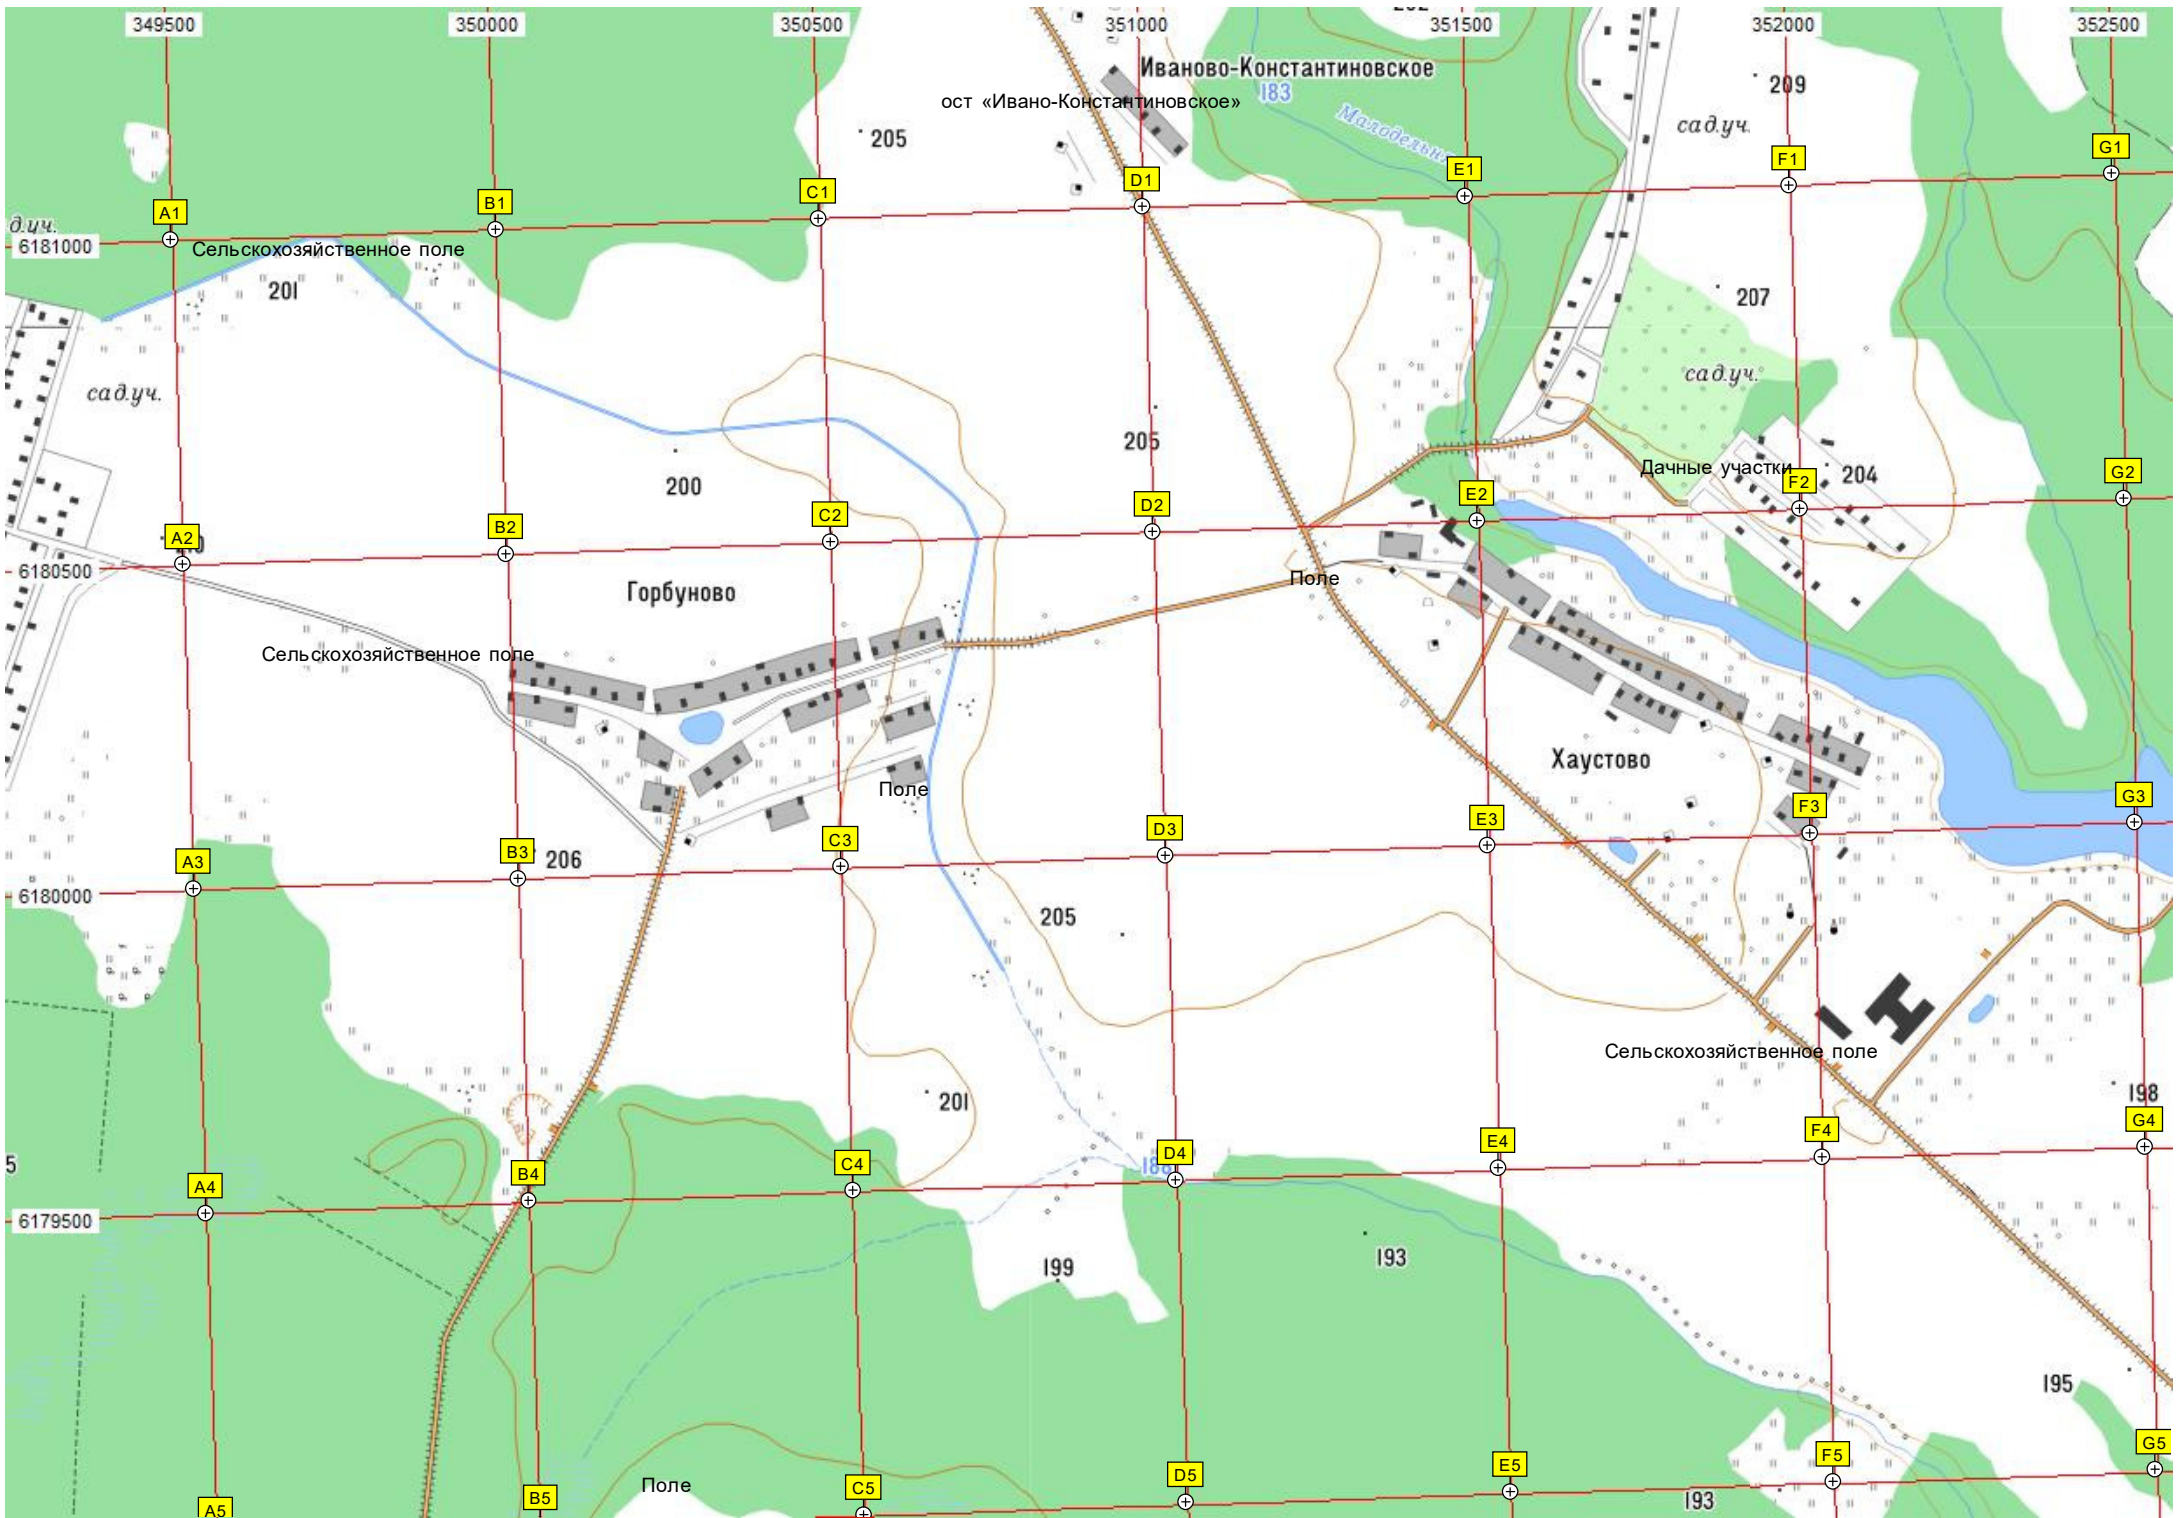 349500
350000
350500
351000
351500
352000
352500
Иваново-Константиновское
183
ост «Ивано-Константиновское»
209
205
сад.уч.
G1
F1
E1
D1
C1
B1
A1
д.уч.
6181000
Сельскохозяйственное поле
201
207
сад.уч.
сад.уч.
205
Дачные участки
204
200
G2
F2
E2
D2
C2
B2
A2
6180500
Поле
Горбуново
Сельскохозяйственное поле
Хаустово
Поле
G3
F3
E3
D3
C3
B3
A3
206
6180000
205
Сельскохозяйственное поле
201
198
G4
F4
E4
D4
188
C4
B4
A4
5
6179500
193
199
195
G5
F5
E5
D5
C5
B5
A5
Поле
193